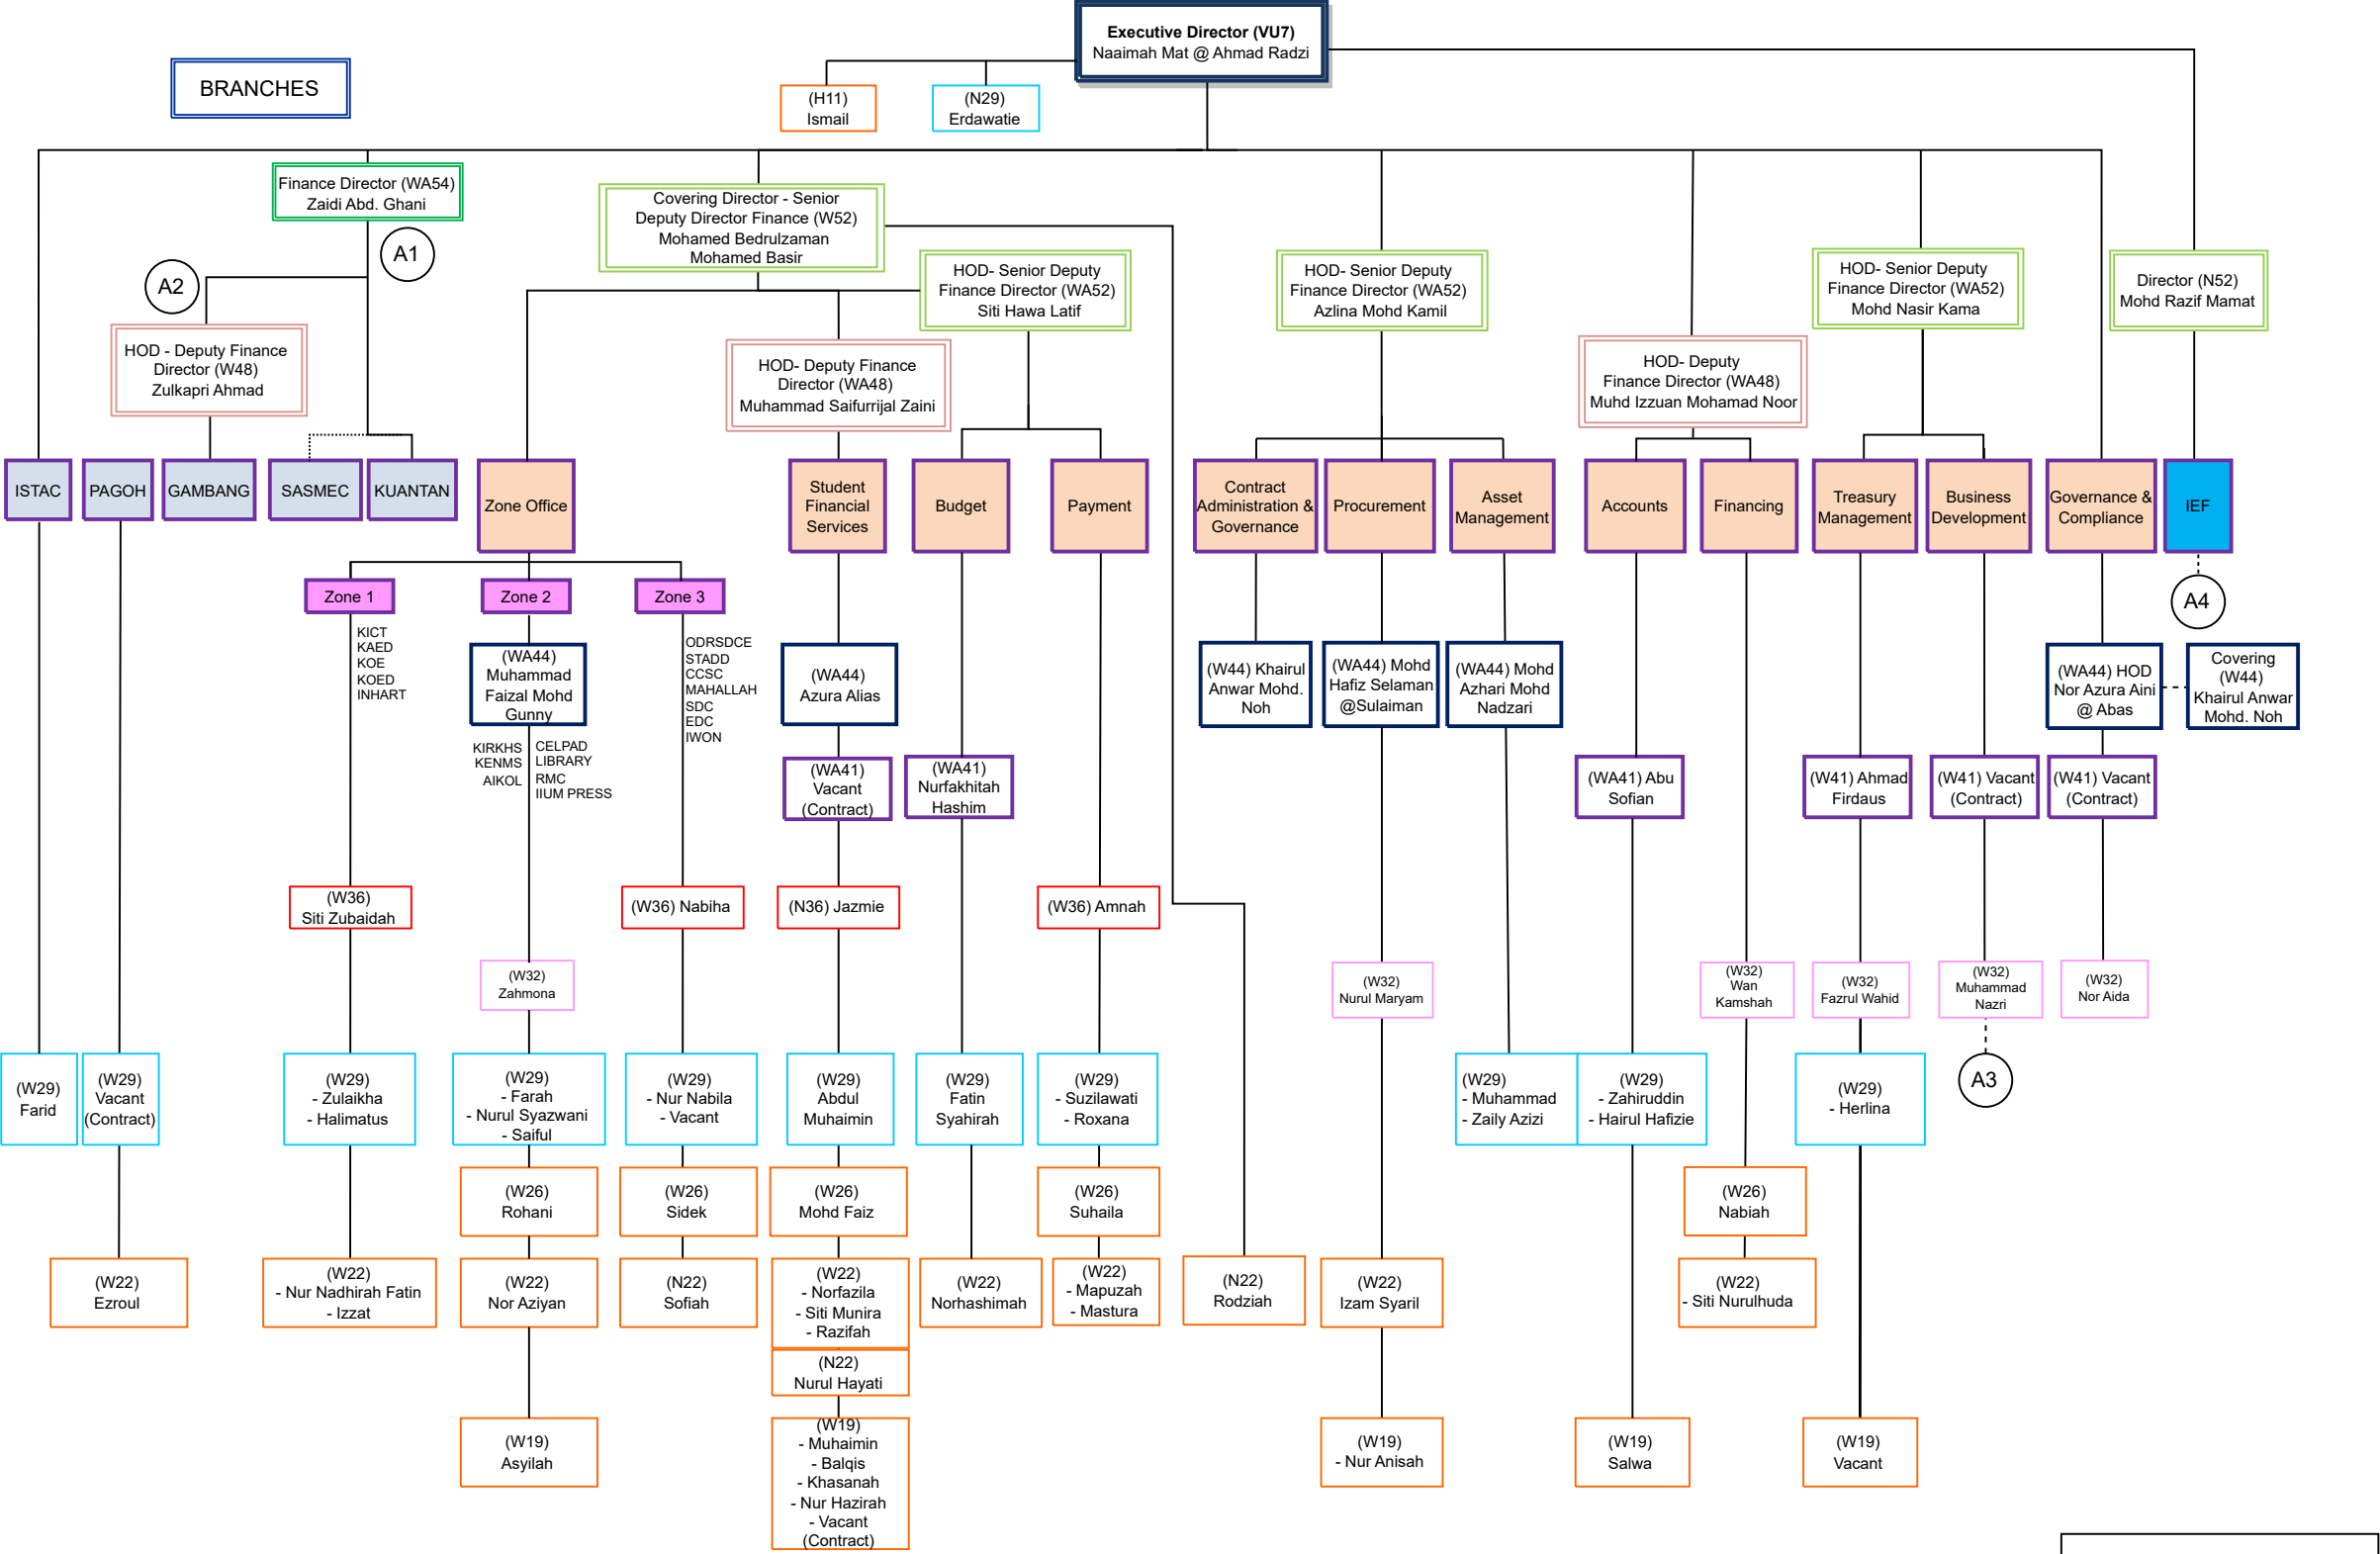 Executive Director (VU7)
Naaimah Mat @ Ahmad Radzi
BRANCHES
(H11)
Ismail
(N29)
Erdawatie
Finance Director (WA54)
Zaidi Abd. Ghani
A1
A2
HOD - Deputy Finance
Director (W48)
Zulkapri Ahmad
Covering Director - Senior
Deputy Director Finance (W52)
Mohamed Bedrulzaman
Mohamed Basir
HOD- Senior Deputy
Finance Director (WA52)
Siti Hawa Latif
HOD- Deputy Finance
Director (WA48)
Muhammad Saifurrijal Zaini
HOD- Senior Deputy
Finance Director (WA52)
Azlina Mohd Kamil
HOD- Deputy
Finance Director (WA48)
Muhd Izzuan Mohamad Noor
HOD- Senior Deputy
Finance Director (WA52)
Mohd Nasir Kama
Director (N52)
Mohd Razif Mamat
ISTAC
PAGOH
GAMBANG
SASMEC
KUANTAN
Zone Office
Student
Financial
Services
Budget
Payment
Contract
Administration &
Governance
Procurement
Asset
Management
Accounts
Financing
Treasury
Management
Business
Development
Governance &
Compliance
IEF
A4
Zone 1
Zone 2
Zone 3
KICT
KAED
KOE
KOED
INHART
(WA44)
Muhammad
Faizal Mohd
Gunny
KIRKHS
KENMS
AIKOL
CELPAD
LIBRARY
RMC
IIUM PRESS
ODRSDCE
STADD
CCSC
MAHALLAH
SDC
EDC
IWON
(WA44)
Azura Alias
(W44) Khairul
Anwar Mohd.
Noh
(WA44) Mohd
Hafiz Selaman
@Sulaiman
(WA44) Mohd
Azhari Mohd
Nadzari
(WA44) HOD
Nor Azura Aini
@ Abas
Covering
(W44)
Khairul Anwar
Mohd. Noh
(WA41)
Vacant
(Contract)
(WA41)
Nurfakhitah
Hashim
(WA41) Abu
Sofian
(W41) Ahmad
Firdaus
(W41) Vacant
(Contract)
(W41) Vacant
(Contract)
(W36)
Siti Zubaidah
(W36) Nabiha
(N36) Jazmie
(W36) Amnah
(W32)
Zahmona
(W32)
Nurul Maryam
(W32)
Wan
Kamshah
(W32)
Fazrul Wahid
(W32)
Muhammad
Nazri
(W32)
Nor Aida
A3
(W29)
Farid
(W29)
Vacant
(Contract)
(W29)
- Zulaikha
- Halimatus
(W29)
- Farah
- Nurul Syazwani
- Saiful
(W29)
- Nur Nabila
- Vacant
(W29)
Abdul
Muhaimin
(W29)
Fatin
Syahirah
(W29)
- Suzilawati
- Roxana
(W29)
- Muhammad
- Zaily Azizi
(W29)
- Zahiruddin
- Hairul Hafizie
(W29)
- Herlina
(W26)
Rohani
(W26)
Sidek
(W26)
Mohd Faiz
(W26)
Suhaila
(W26)
Nabiah
(W22)
Ezroul
(W22)
- Nur Nadhirah Fatin
- Izzat
(W22)
Nor Aziyan
(N22)
Sofiah
(W22)
- Norfazila
- Siti Munira
- Razifah
(W22)
Norhashimah
(W22)
- Mapuzah
- Mastura
(N22)
Rodziah
(W22)
Izam Syaril
(W22)
- Siti Nurulhuda
(N22)
Nurul Hayati
(W19)
Asyilah
(W19)
- Muhaimin
- Balqis
- Khasanah
- Nur Hazirah
- Vacant
(Contract)
(W19)
- Nur Anisah
(W19)
Salwa
(W19)
Vacant